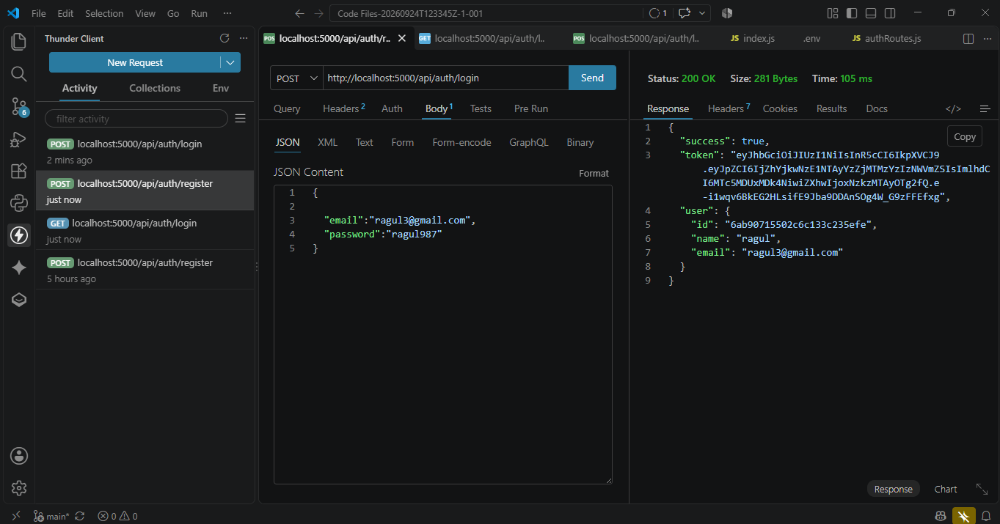 File Edit Selection View Go Run ··· Code Files-20260924T123345Z-1-001 1
Thunder Client ···
New Request
Activity Collections Env
filter activity
POST localhost:5000/api/auth/login
2 mins ago
POST localhost:5000/api/auth/register
just now
GET localhost:5000/api/auth/login
just now
POST localhost:5000/api/auth/register
5 hours ago
6
POS localhost:5000/api/auth/r.. GET localhost:5000/api/auth/l.. POS localhost:5000/api/auth/l.. JS index.js .env JS authRoutes.js ···
POST http://localhost:5000/api/auth/login Send
Query Headers 2 Auth Body 1 Tests Pre Run
JSON XML Text Form Form-encode GraphQL Binary
JSON Content Format
1 {
2
3 "email":"ragul3@gmail.com",
4 "password":"ragul987"
5 }
Status: 200 OK Size: 281 Bytes Time: 105 ms
Response Headers 7 Cookies Results Docs </>
Copy
1 {
2 "success": true,
3 "token": "eyJhbGciOiJIUzI1NiIsInR5cCI6IkpXVCJ9
.eyJpZCI6IjZhYjkwNzE1NTAyYzZjMTMzYzIzNWVmZSIsImlhdC
I6MTc5MDUxMDk4NiwiZXhwIjoxNzkzMTAyOTg2fQ.e
-i1wqv6BkEG2HLsifE9Jba9DDAnSOg4W_G9zFFEfxg",
4 "user": {
5 "id": "6ab90715502c6c133c235efe",
6 "name": "ragul",
7 "email": "ragul3@gmail.com"
8 }
9 }
Response Chart
main* 0 0